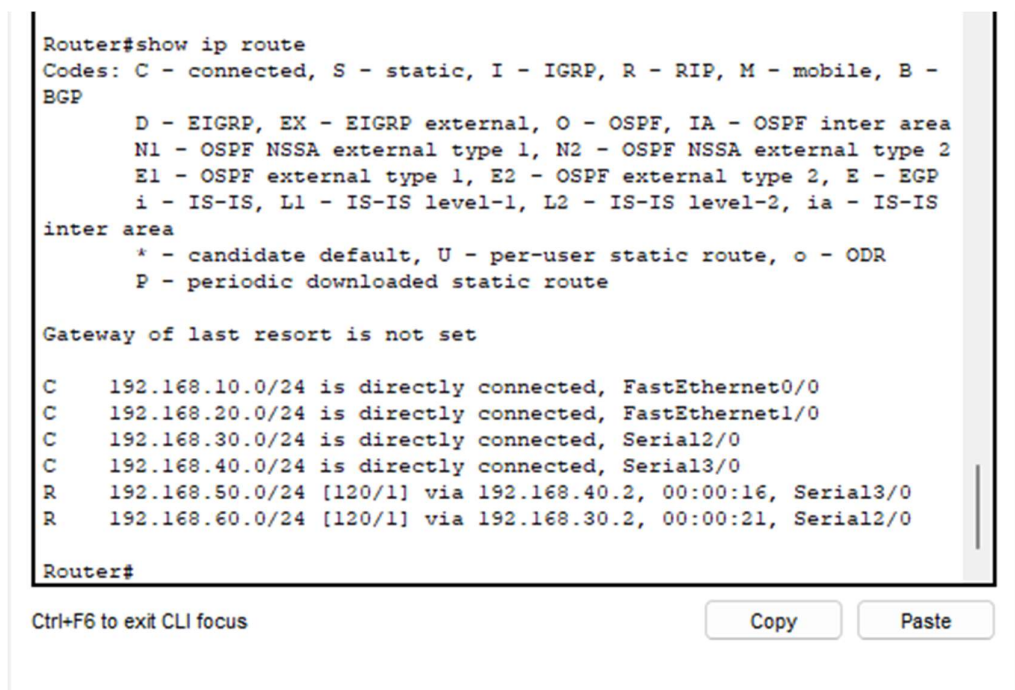 Router#show ip route
Codes: C - connected, S - static, I - IGRP, R - RIP, M - mobile, B -
BGP
D - EIGRP, EX - EIGRP external, O - OSPF, IA - OSPF inter area
N1 - OSPF NSSA external type 1, N2 - OSPF NSSA external type 2
E1 - OSPF external type 1, E2 - OSPF external type 2, E - EGP
i - IS-IS, L1 - IS-IS level-1, L2 - IS-IS level-2, ia - IS-IS
inter area
* - candidate default, U - per-user static route, o - ODR
P - periodic downloaded static route
Gateway of last resort is not set
C 192.168.10.0/24 is directly connected, FastEthernet0/0
C 192.168.20.0/24 is directly connected, FastEthernet1/0
C 192.168.30.0/24 is directly connected, Serial2/0
C 192.168.40.0/24 is directly connected, Serial3/0
R 192.168.50.0/24 [120/1] via 192.168.40.2, 00:00:16, Serial3/0
R 192.168.60.0/24 [120/1] via 192.168.30.2, 00:00:21, Serial2/0
Router#
Ctrl+F6 to exit CLI focus
Copy
Paste